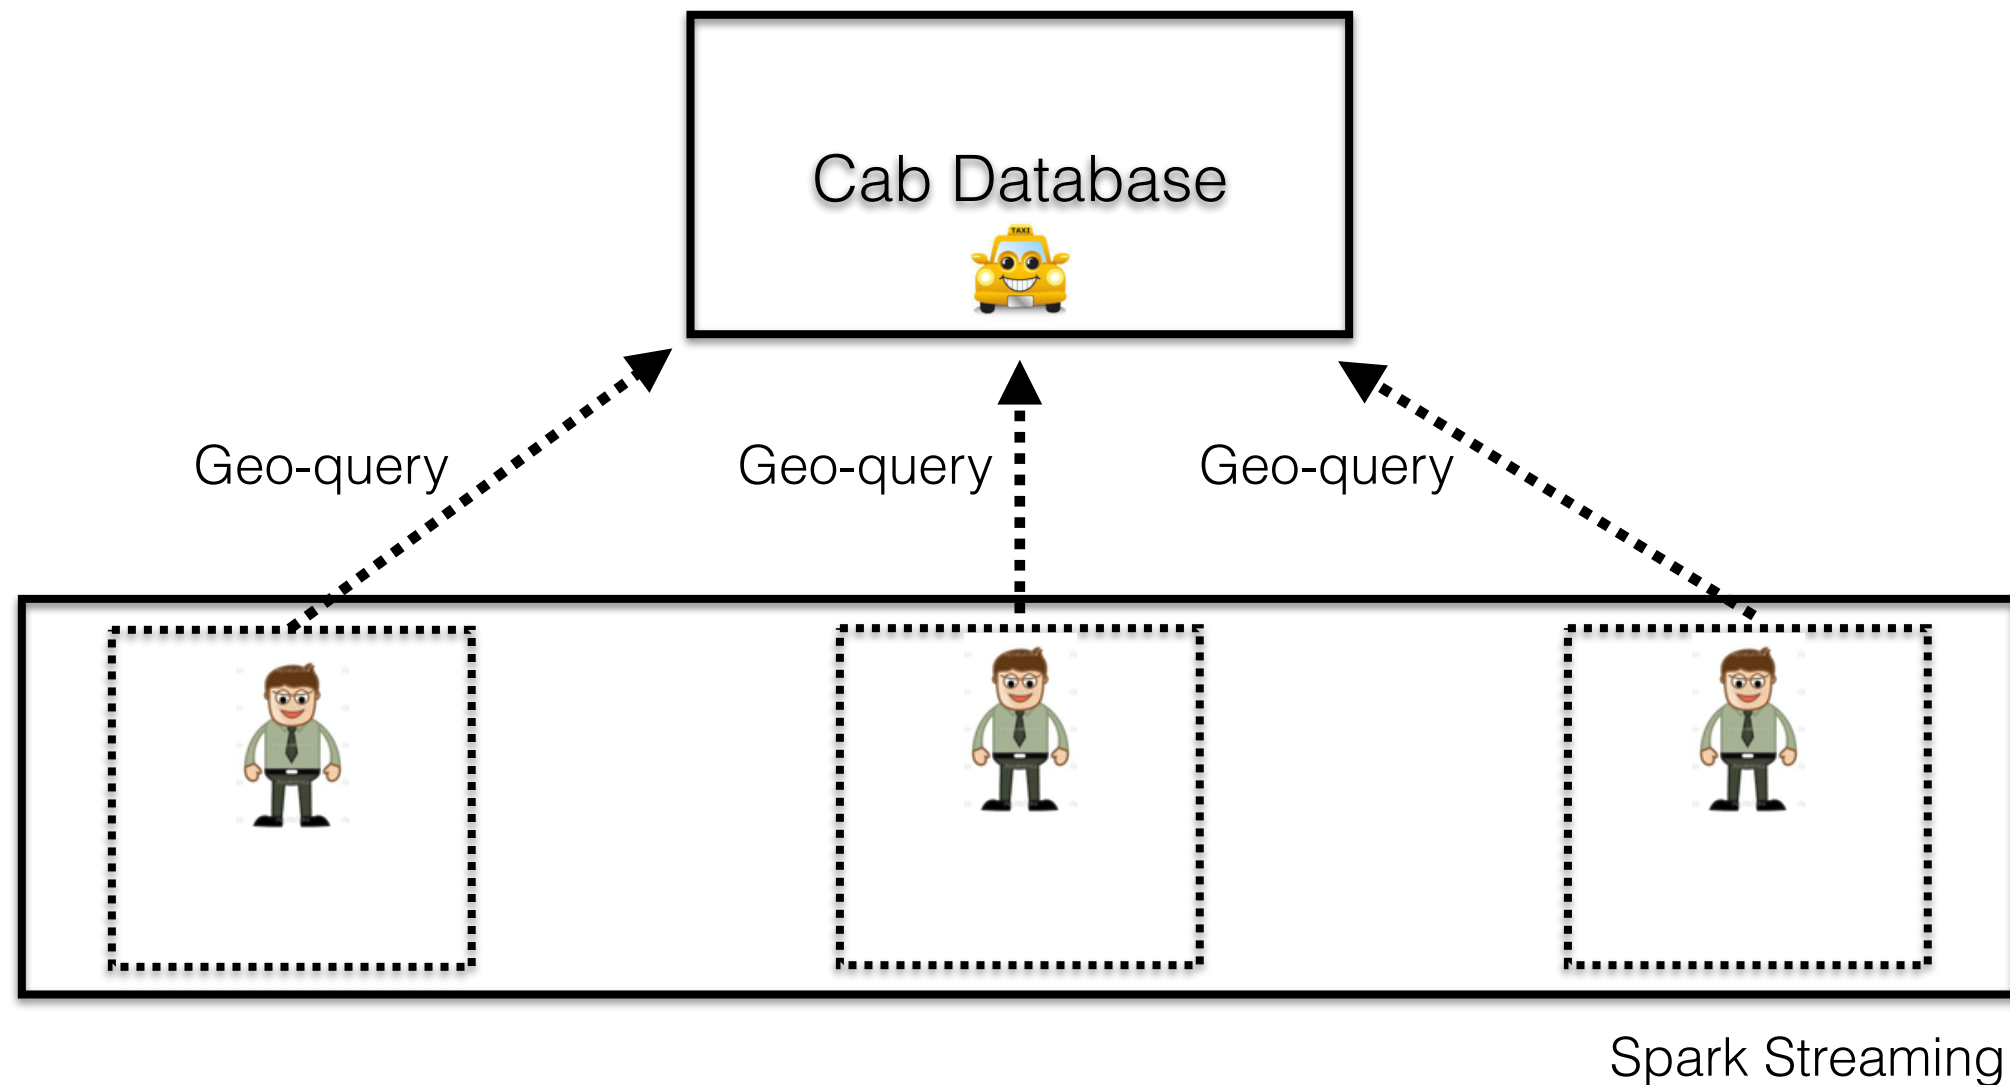 Cab Database
TAXI
Geo-query
Geo-query
Geo-query
Spark Streaming